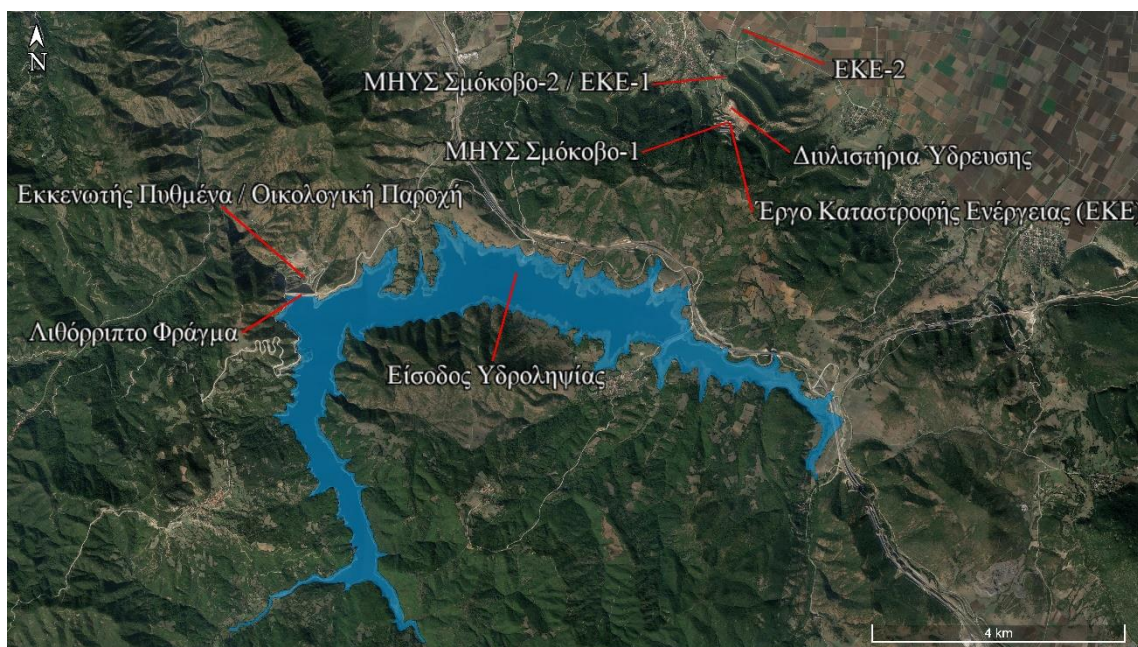 N
ΕΚΕ-2
ΜΗΥΣ Σμόκοβο-2 / ΕΚΕ-1
ΜΗΥΣ Σμόκοβο-1
Διυλιστήρια Ύδρευσης
Εκκενωτής Πυθμένα / Οικολογική Παροχή
Έργο Καταστροφής Ενέργειας (ΕΚΕ)
Λιθόρριπτο Φράγμα
Είσοδος Υδροληψίας
4 km